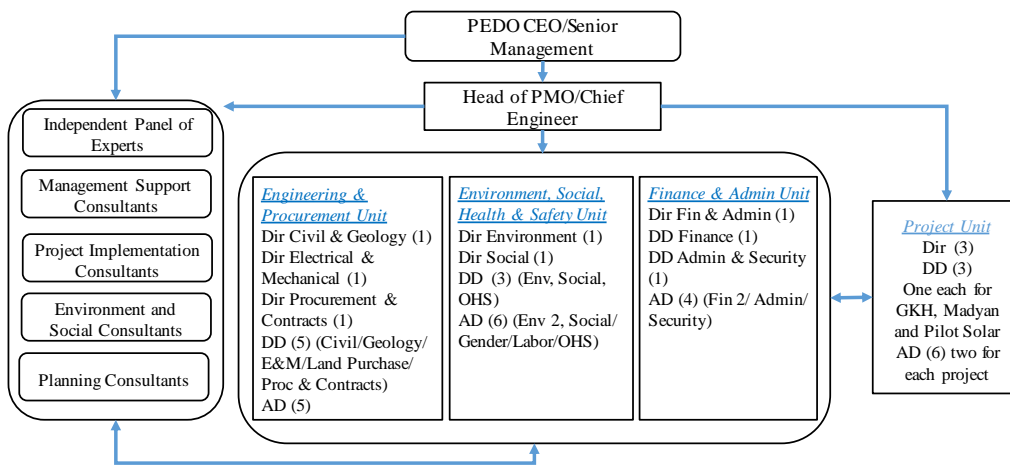 PEDO CEO/Senior
Management
Head of PMO/Chief
Engineer
Independent Panel of
Experts
Management Support
Consultants
Project Implementation
Consultants
Environment and
Social Consultants
Planning Consultants
Engineering &
Procurement Unit
Dir Civil & Geology (1)
Dir Electrical &
Mechanical (1)
Dir Procurement &
Contracts (1)
DD (5) (Civil/Geology/
E&M/Land Purchase/
Proc & Contracts)
AD (5)
Environment, Social,
Health & Safety Unit
Dir Environment (1)
Dir Social (1)
DD (3) (Env, Social,
OHS)
AD (6) (Env 2, Social/
Gender/Labor/OHS)
Finance & Admin Unit
Dir Fin & Admin (1)
DD Finance (1)
DD Admin & Security
(1)
AD (4) (Fin 2/ Admin/
Security)
Project Unit
Dir (3)
DD (3)
One each for
GKH, Madyan
and Pilot Solar
AD (6) two for
each project